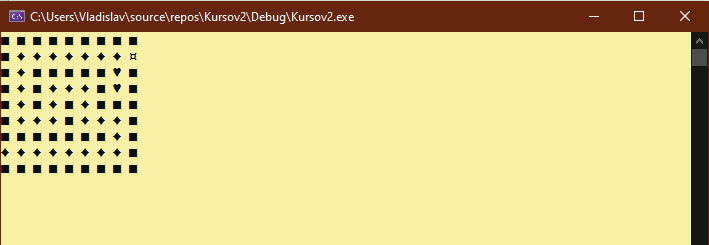 C:\Users\Vladislav\source\repos\Kursov2\Debug\Kursov2.exe
■ ■ ■ ■ ■ ■ ■ ■ ■
■ ♦ ♦ ♦ ♦ ♦ ♦ ♦ ¤
■ ♦ ■ ■ ■ ■ ■ ♥ ■
■ ♦ ■ ♦ ♦ ♦ ■ ♥ ■
■ ♦ ■ ♦ ■ ♦ ■ ■ ■
■ ♦ ♦ ♦ ■ ♦ ♦ ♦ ■
■ ■ ■ ■ ■ ■ ■ ♦ ■
♦ ♦ ♦ ♦ ♦ ♦ ♦ ♦ ■
■ ■ ■ ■ ■ ■ ■ ■ ■